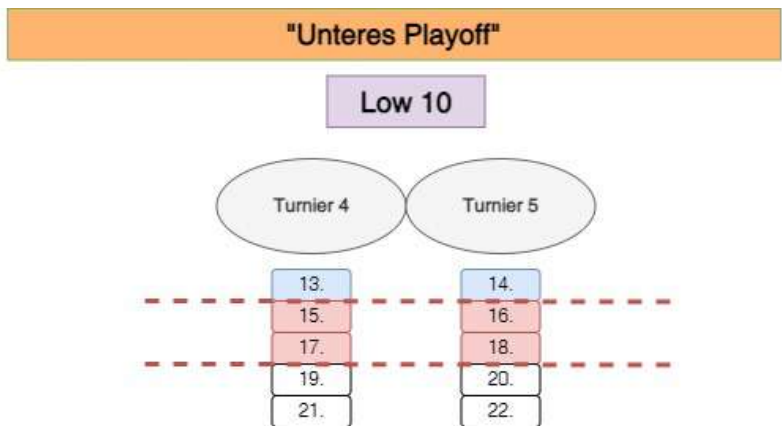 "Unteres Playoff"
Low 10
Turnier 4 Turnier 5
13. 14.
15. 16.
17. 18.
19. 20.
21. 22.